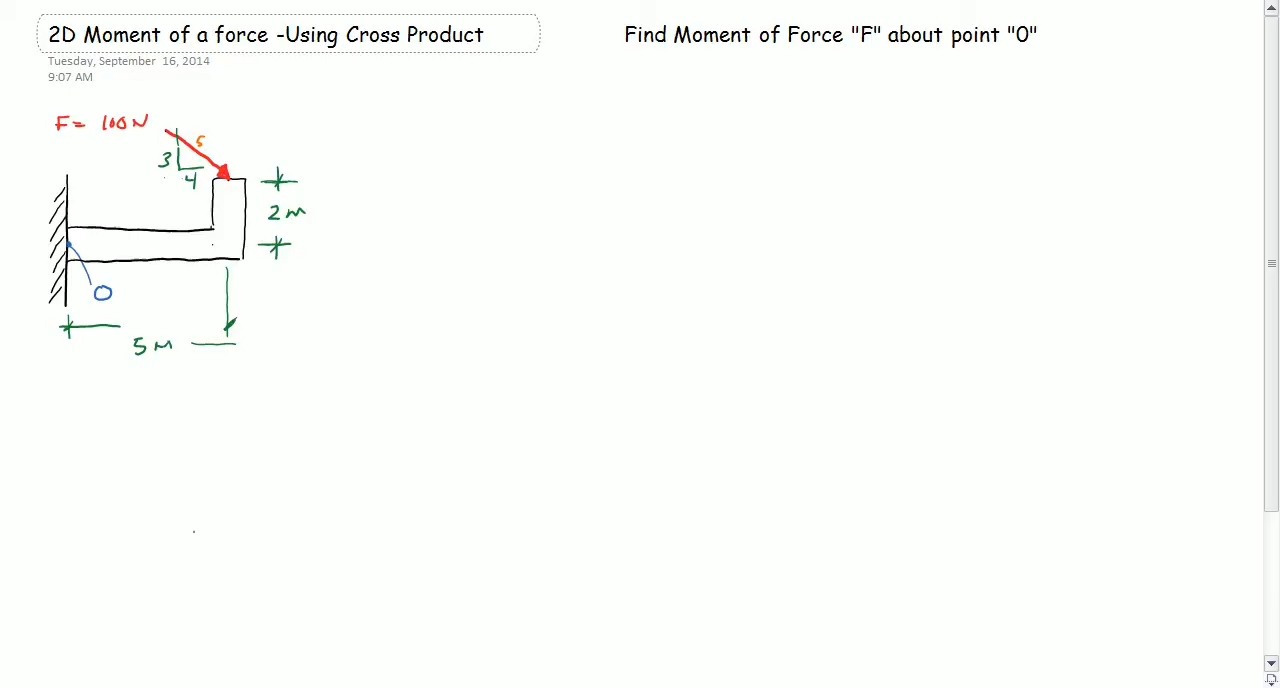 2D Moment of a force -Using Cross Product
Find Moment of Force "F" about point "O"
Tuesday, September 16, 2014
9:07 AM
F = 100N
5
3
4
2 m
O
5 m